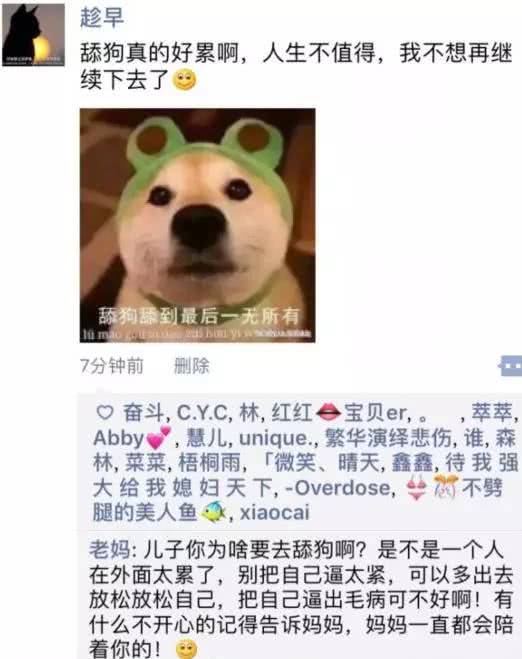 趁早
舔狗真的好累啊，人生不值得，我不想再继
续下去了
舔狗舔到最后一无所有
7分钟前 删除
奋斗, C.Y.C, 林, 红红👄宝贝er, 。 , 萃萃,
Abby💕, 慧儿, unique., 繁华演绎悲伤, 谁, 森
林, 菜菜, 梧桐雨, 「微笑、晴天, 鑫鑫, 待 我 强
大 给 我 媳 妇 天 下, -Overdose, 👙🎊不劈
腿的美人鱼🐠, xiaocai
老妈: 儿子你为啥要去舔狗啊？是不是一个人
在外面太累了，别把自己逼太紧，可以多出去
放松放松自己，把自己逼出毛病可不好啊！有
什么不开心的记得告诉妈妈，妈妈一直都会陪
着你的！